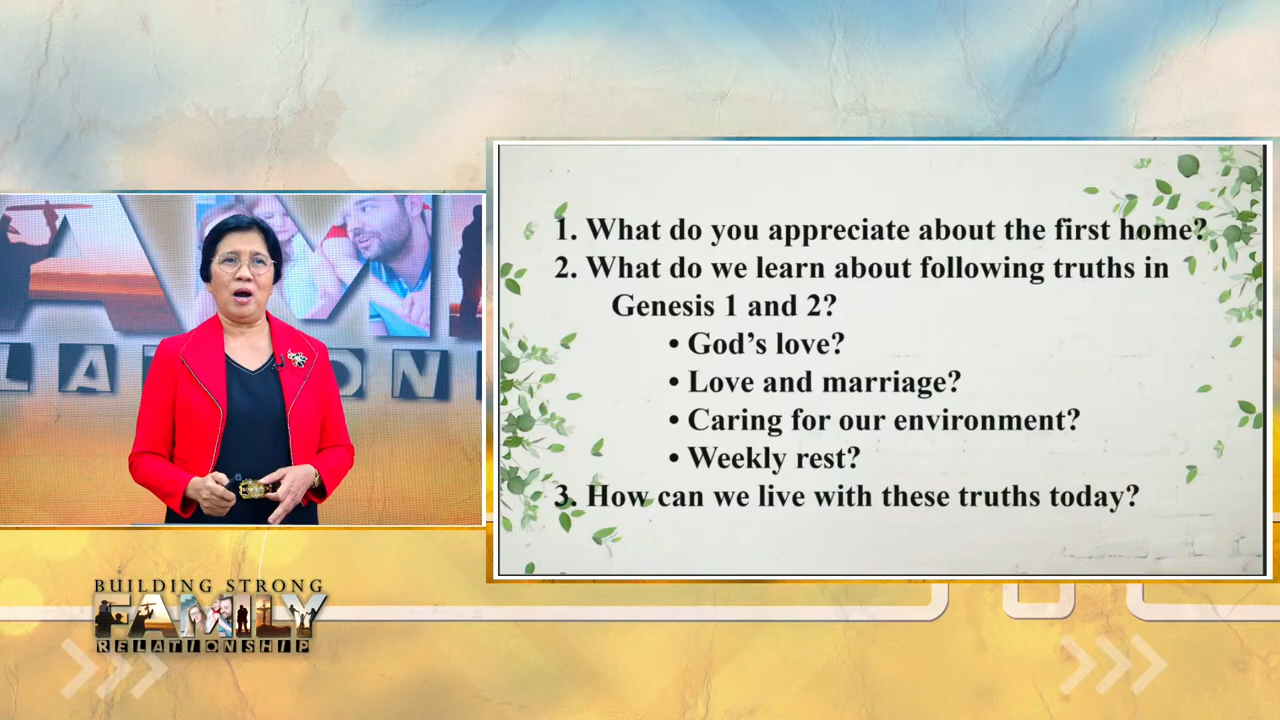 1. What do you appreciate about the first home?
2. What do we learn about following truths in
Genesis 1 and 2?
• God's love?
• Love and marriage?
• Caring for our environment?
• Weekly rest?
3. How can we live with these truths today?
BUILDING STRONG
FAMILY
RELATIONSHIP